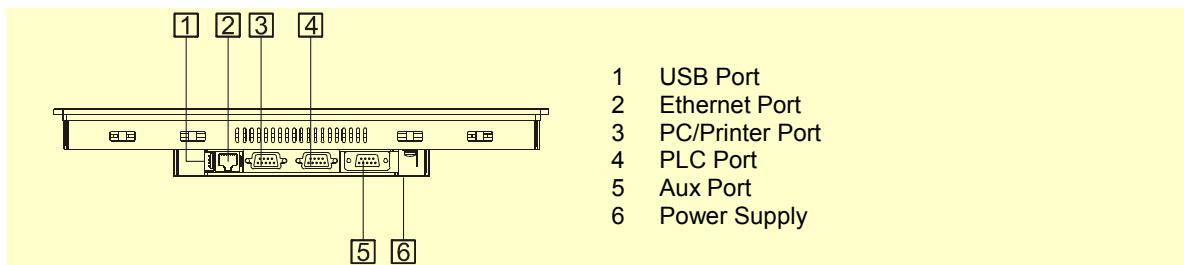 1 2 3 4
1 USB Port
2 Ethernet Port
3 PC/Printer Port
4 PLC Port
5 Aux Port
6 Power Supply
5 6